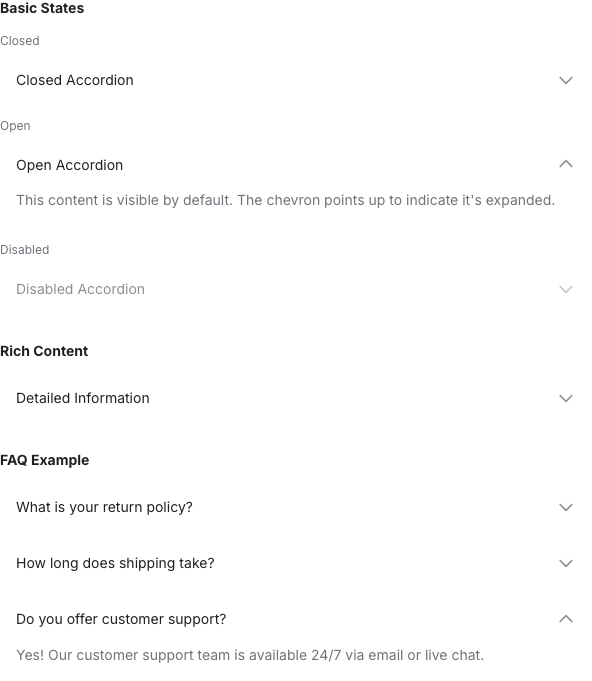 Basic States
Closed
Closed Accordion
Open
Open Accordion
This content is visible by default. The chevron points up to indicate it's expanded.
Disabled
Disabled Accordion
Rich Content
Detailed Information
FAQ Example
What is your return policy?
How long does shipping take?
Do you offer customer support?
Yes! Our customer support team is available 24/7 via email or live chat.